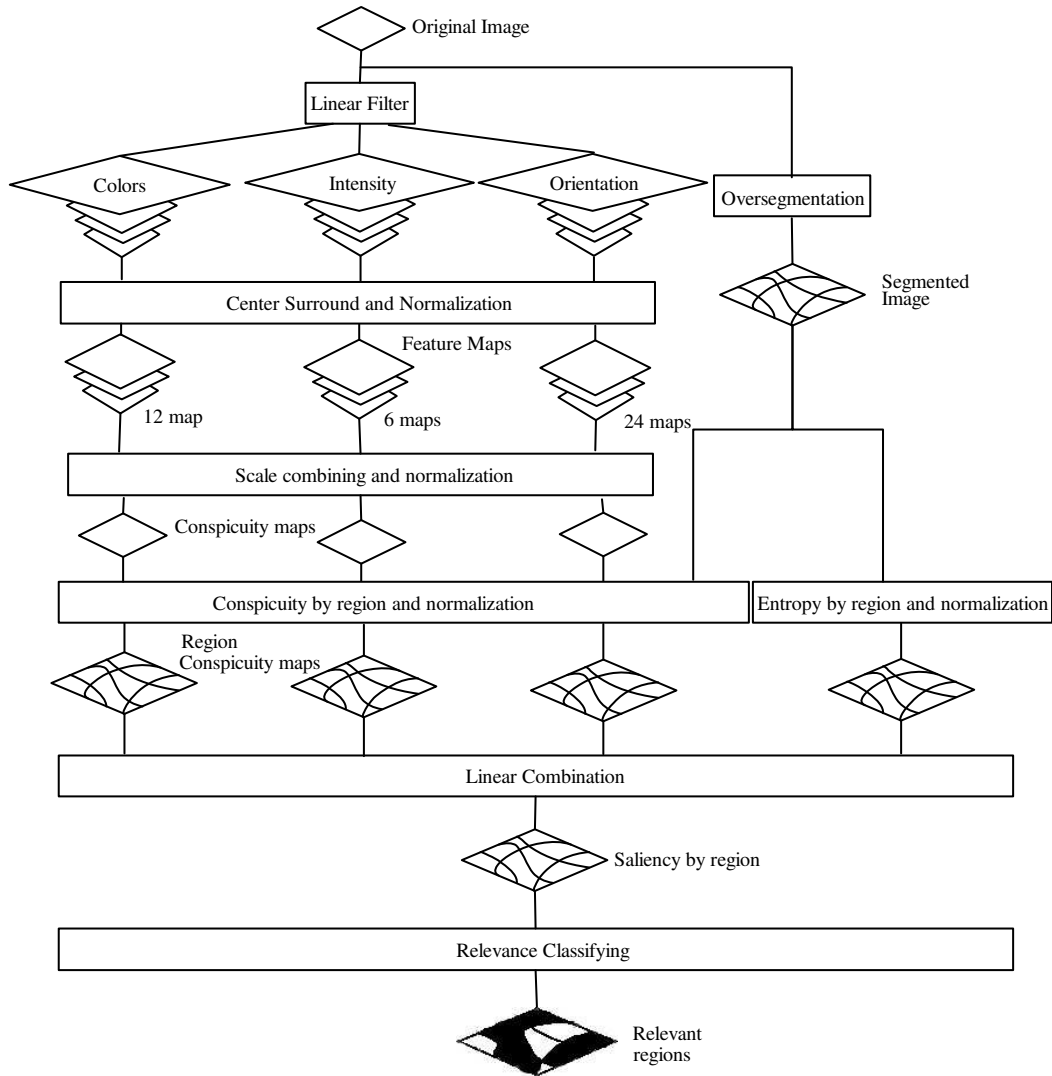 Original Image
Linear Filter
Colors
Intensity
Orientation
Oversegmentation
Segmented
Image
Center Surround and Normalization
Feature Maps
12 map
6 maps
24 maps
Scale combining and normalization
Conspicuity maps
Conspicuity by region and normalization
Entropy by region and normalization
Region
Conspicuity maps
Linear Combination
Saliency by region
Relevance Classifying
Relevant
regions